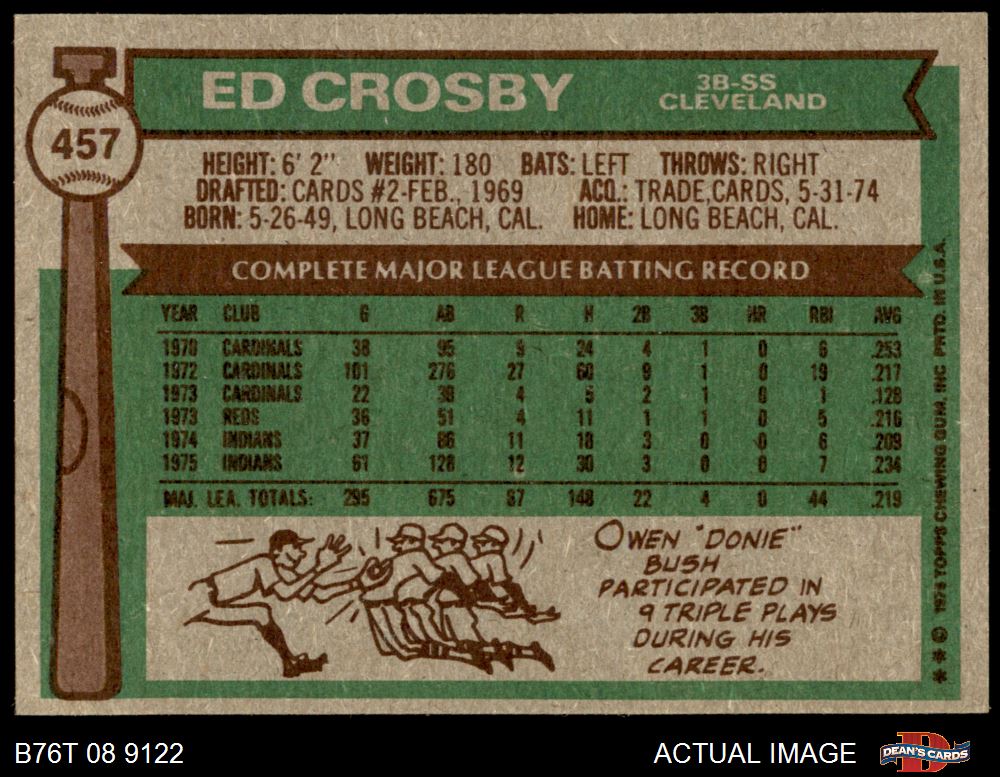 ED CROSBY
3B-SS
CLEVELAND
457
HEIGHT: 6' 2" WEIGHT: 180 BATS: LEFT THROWS: RIGHT
DRAFTED: CARDS #2-FEB., 1969 ACQ.: TRADE,CARDS, 5-31-74
BORN: 5-26-49, LONG BEACH, CAL. HOME: LONG BEACH, CAL.
COMPLETE MAJOR LEAGUE BATTING RECORD
YEAR CLUB G AB R H 2B 3B HR RBI AVG
1970 CARDINALS 38 95 9 24 4 1 0 6 .253
1972 CARDINALS 101 276 27 60 9 1 0 19 .217
1973 CARDINALS 22 39 4 5 2 1 0 1 .128
1973 REDS 36 51 4 11 1 1 0 5 .216
1974 INDIANS 37 86 11 18 3 0 0 6 .209
1975 INDIANS 61 128 12 30 3 0 0 7 .234
MAJ. LEA. TOTALS: 295 675 67 148 22 4 0 44 .219
OWEN "DONIE"
BUSH
PARTICIPATED IN
9 TRIPLE PLAYS
DURING HIS
CAREER.
** © 1976 TOPPS CHEWING GUM, INC PRTD. IN U.S.A.
B76T 08 9122
ACTUAL IMAGE
DEAN'S CARDS